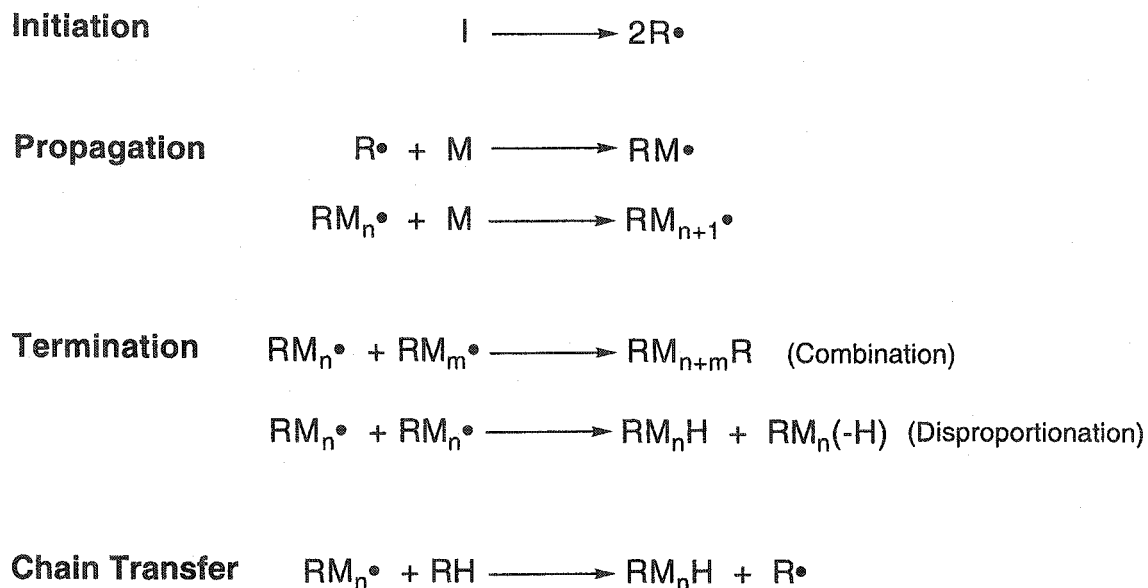 Initiation I ⟶ 2R•
Propagation R• + M ⟶ RM•
RMₙ• + M ⟶ RMₙ₊₁•
Termination RMₙ• + RMₘ• ⟶ RMₙ₊ₘR (Combination)
RMₙ• + RMₙ• ⟶ RMₙH + RMₙ(-H) (Disproportionation)
Chain Transfer RMₙ• + RH ⟶ RMₙH + R•